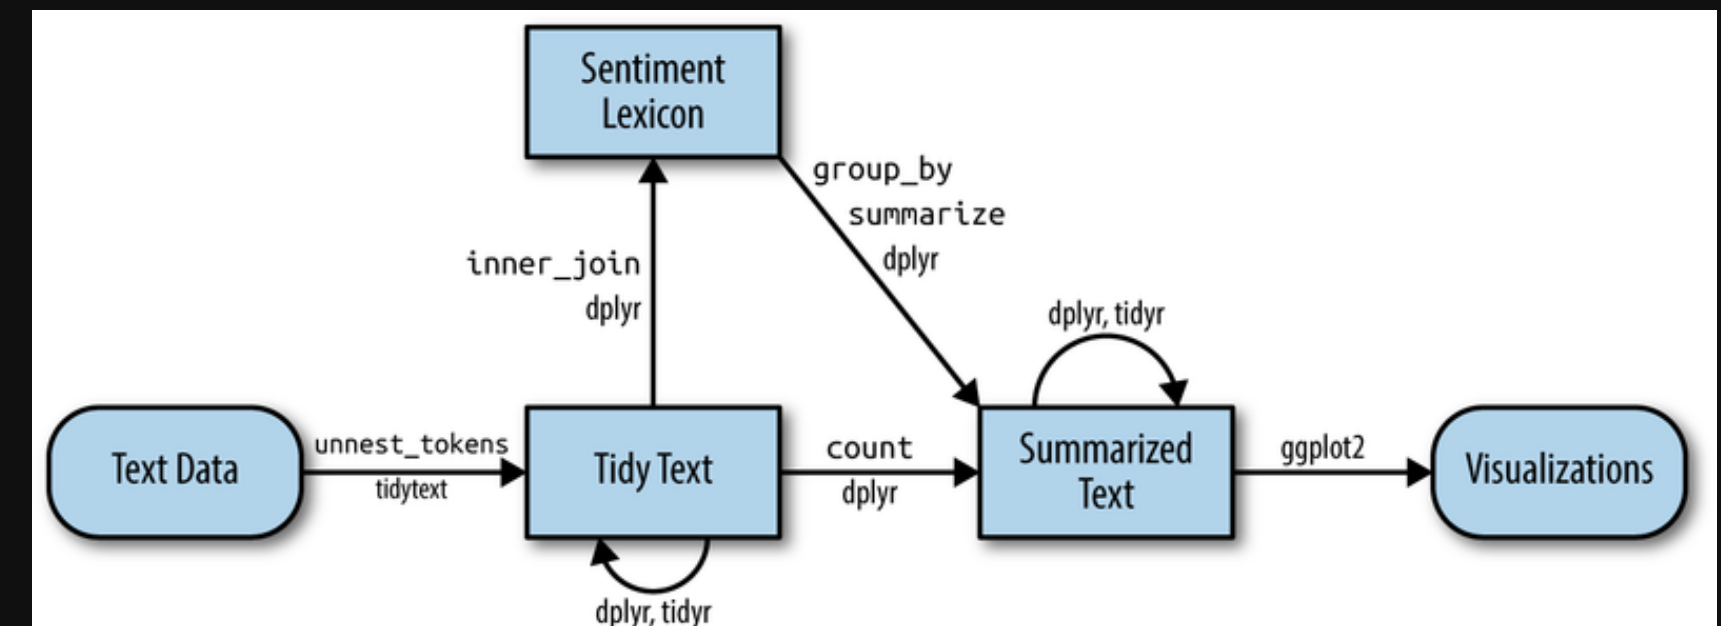 Sentiment
Lexicon
group_by
summarize
dplyr
inner_join
dplyr
dplyr, tidyr
Text Data
unnest_tokens
tidytext
Tidy Text
count
dplyr
Summarized
Text
ggplot2
Visualizations
dplyr, tidyr